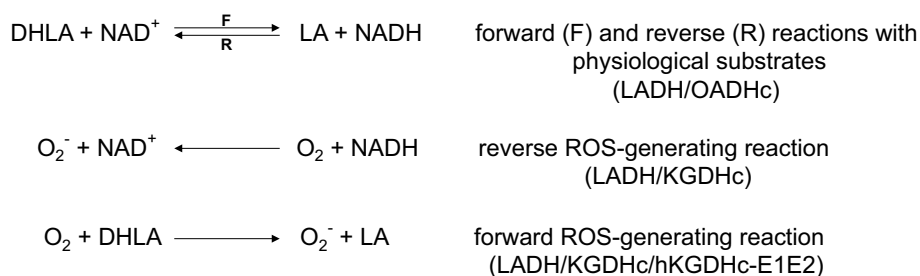 DHLA + NAD⁺ F R LA + NADH forward (F) and reverse (R) reactions with
physiological substrates
(LADH/OADHc)
O₂⁻ + NAD⁺ O₂ + NADH reverse ROS-generating reaction
(LADH/KGDHc)
O₂ + DHLA O₂⁻ + LA forward ROS-generating reaction
(LADH/KGDHc/hKGDHc-E1E2)